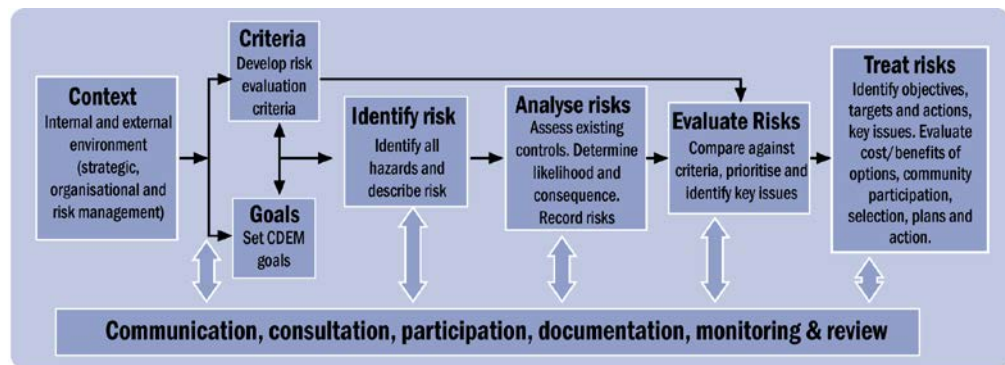 Context
Internal and external
environment
(strategic,
organisational and
risk management)
Criteria
Develop risk
evaluation
criteria
Goals
Set CDEM
goals
Identify risk
Identify all
hazards and
describe risk
Analyse risks
Assess existing
controls. Determine
likelihood and
consequence.
Record risks
Evaluate Risks
Compare against
criteria, prioritise and
identify key issues
Treat risks
Identify objectives,
targets and actions,
key issues. Evaluate
cost/benefits of
options, community
participation,
selection, plans and
action.
Communication, consultation, participation, documentation, monitoring & review